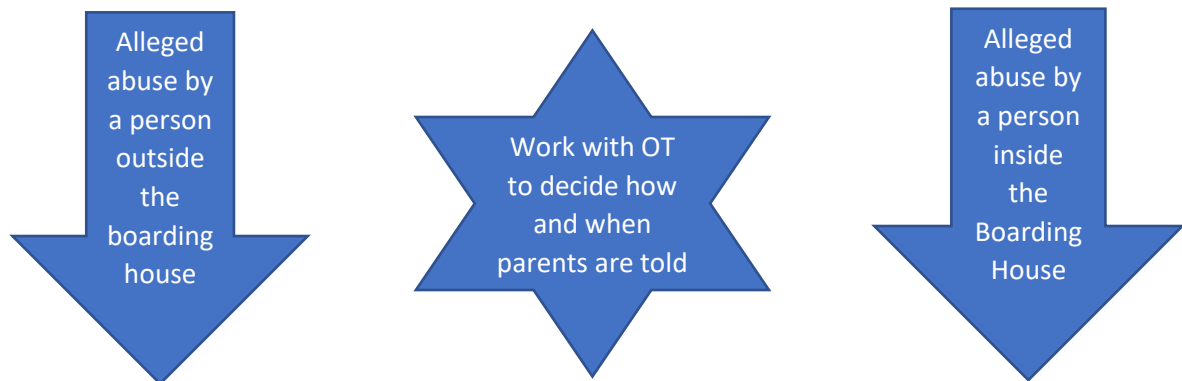 Alleged
abuse by
a person
outside
the
boarding
house
Work with OT
to decide how
and when
parents are told
Alleged
abuse by
a person
inside
the
Boarding
House